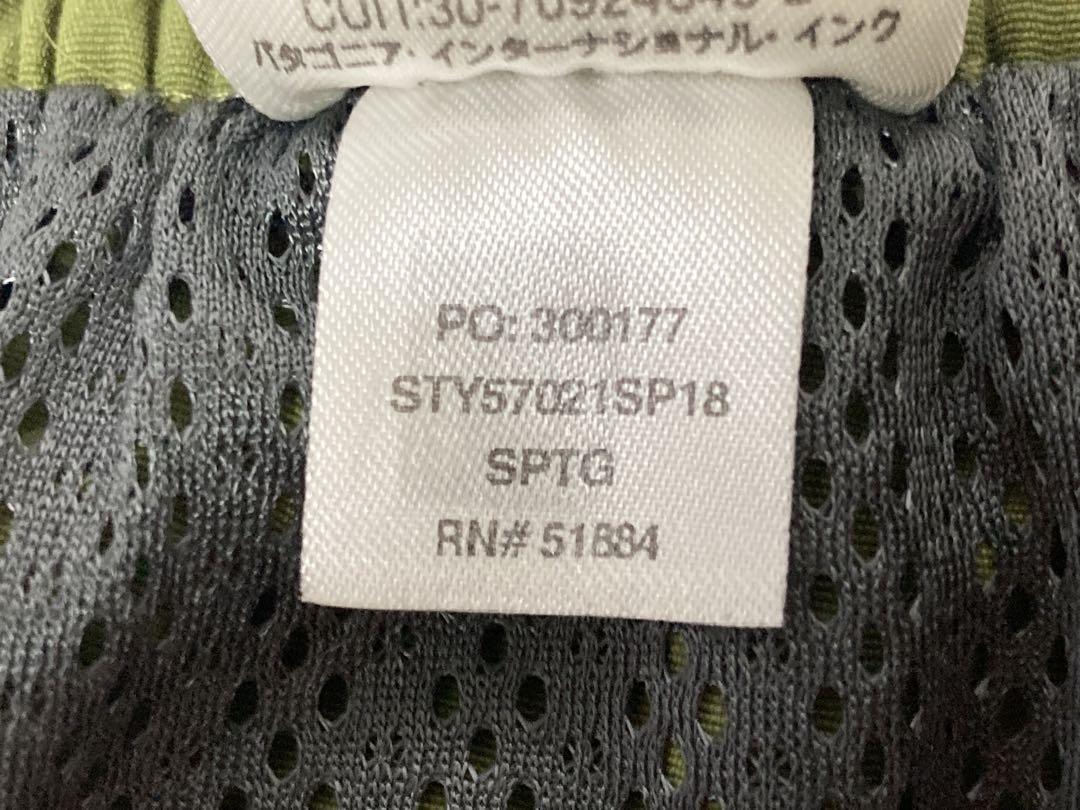 パタゴニア・インターナショナル・インク
PO: 300177
STY57021SP18
SPTG
RN# 51884